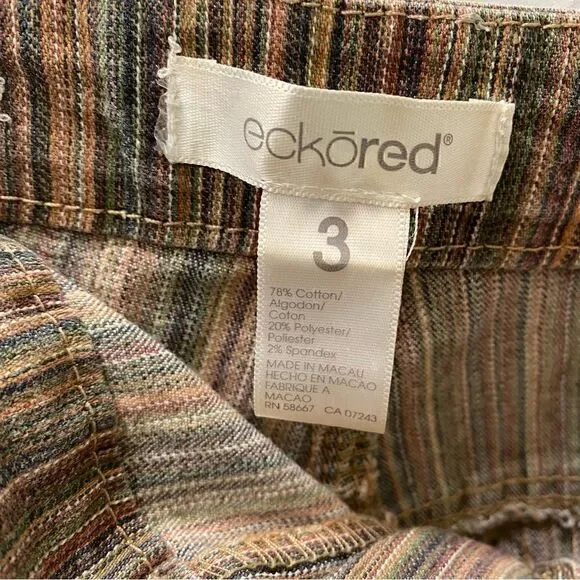 eckōred®
3
78% Cotton/
Algodon/
Coton
20% Polyester/
Poliester
2% Spandex
MADE IN MACAU
HECHO EN MACAO
FABRIQUE A
MACAO
RN 58667 CA 07243